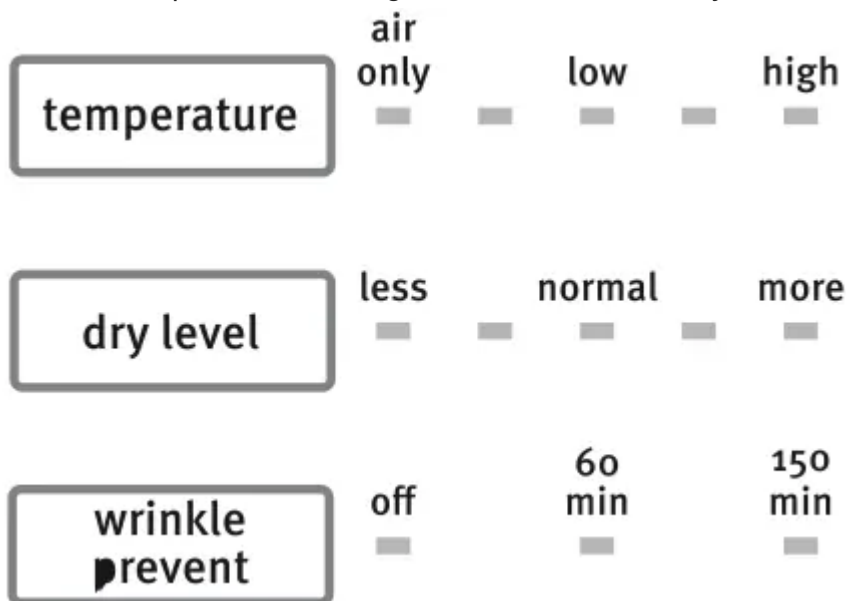 air
only low high
temperature
less normal more
dry level
60 150
off min min
wrinkle
prevent